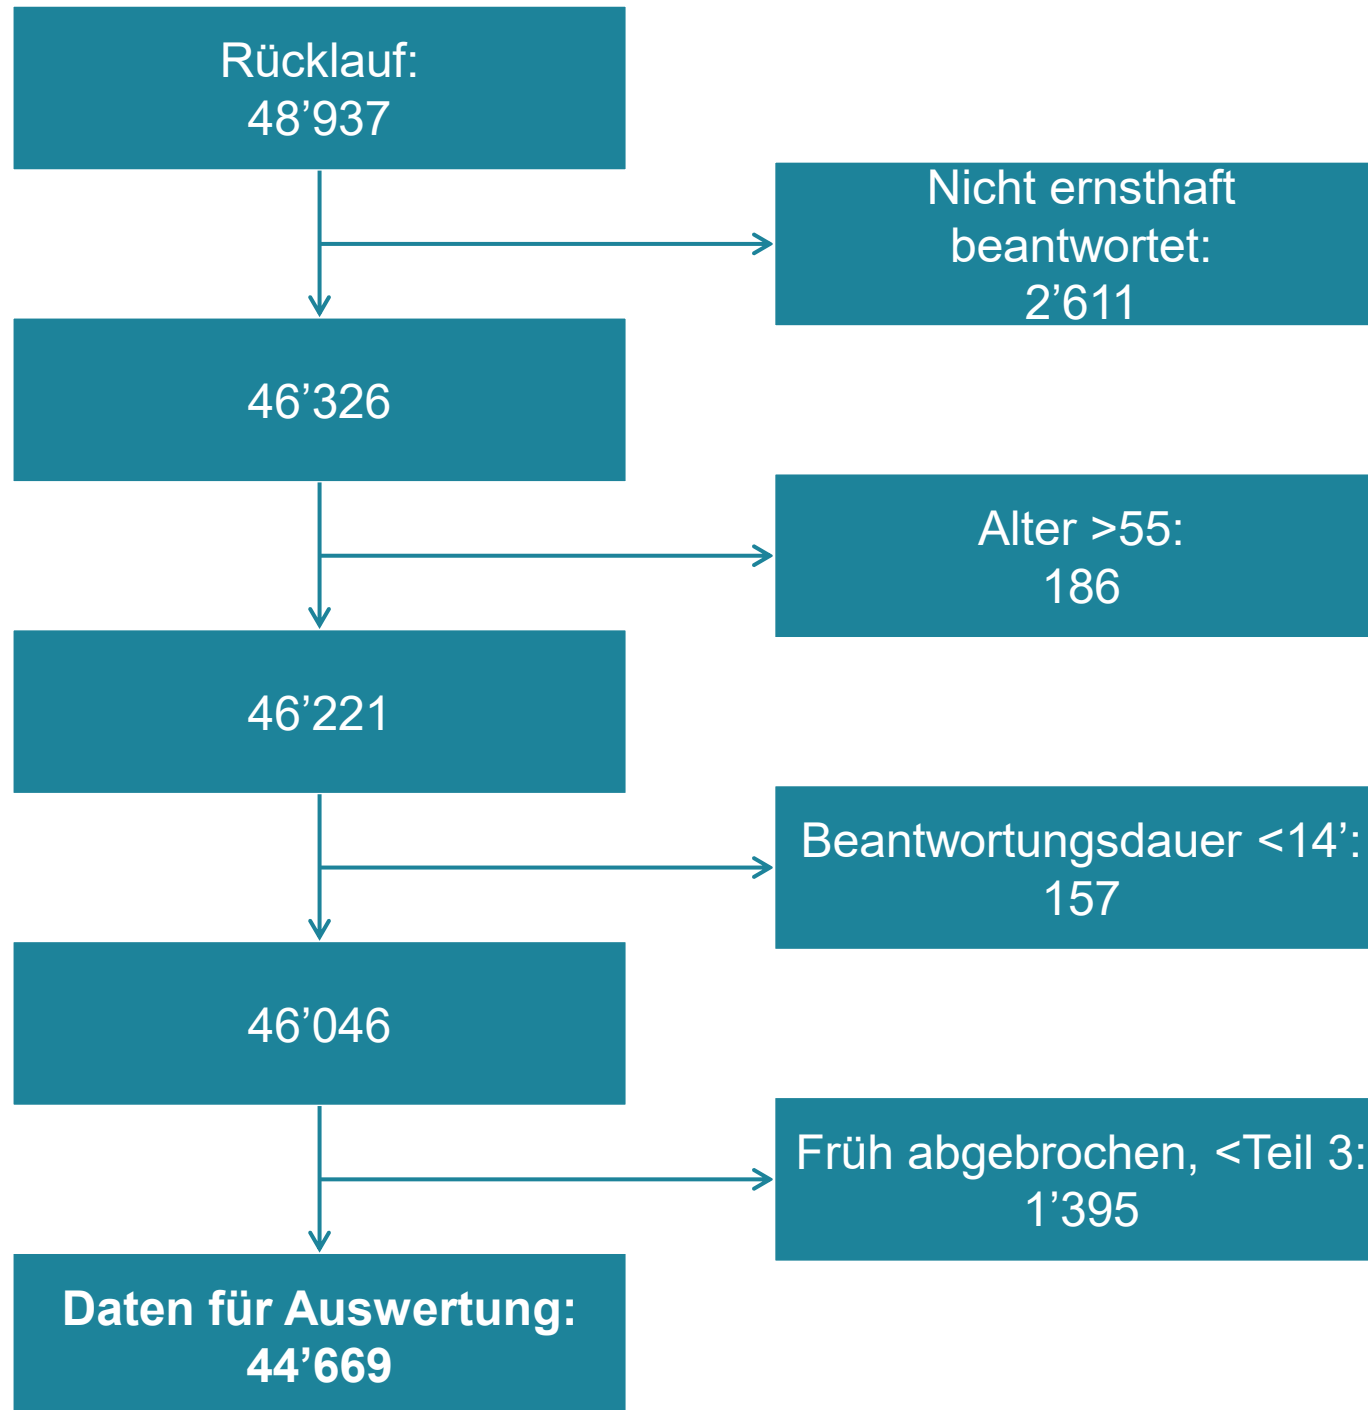 Rücklauf:
48’937
Nicht ernsthaft
beantwortet:
2’611
46’326
Alter >55:
186
46’221
Beantwortungsdauer <14’:
157
46’046
Früh abgebrochen, <Teil 3:
1’395
Daten für Auswertung:
44’669